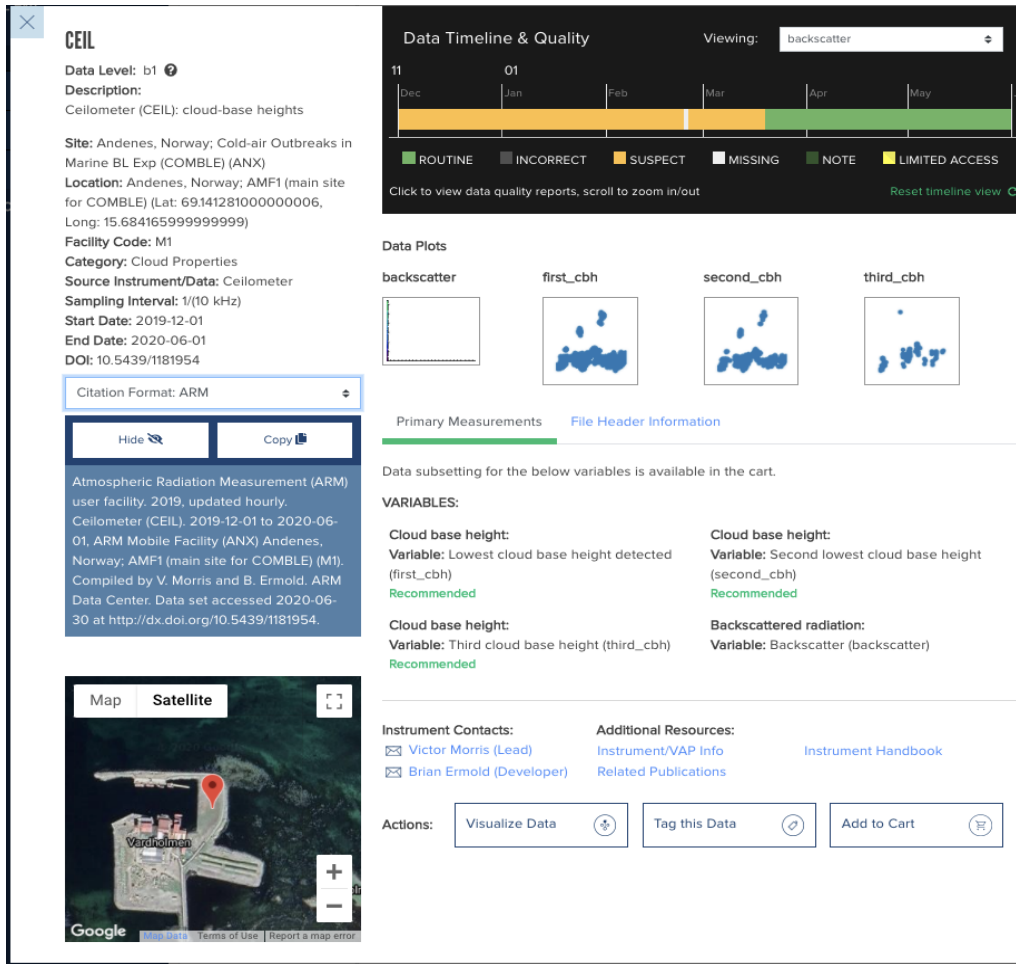 CEIL
Data Level: b1 ?
Description:
Ceilometer (CEIL): cloud-base heights
Site: Andenes, Norway; Cold-air Outbreaks in
Marine BL Exp (COMBLE) (ANX)
Location: Andenes, Norway; AMF1 (main site
for COMBLE) (Lat: 69.141281000000006,
Long: 15.684165999999999)
Facility Code: M1
Category: Cloud Properties
Source Instrument/Data: Ceilometer
Sampling Interval: 1/(10 kHz)
Start Date: 2019-12-01
End Date: 2020-06-01
DOI: 10.5439/1181954
Citation Format: ARM
Hide
Copy
Atmospheric Radiation Measurement (ARM)
user facility. 2019, updated hourly.
Ceilometer (CEIL). 2019-12-01 to 2020-06-
01, ARM Mobile Facility (ANX) Andenes,
Norway; AMF1 (main site for COMBLE) (M1).
Compiled by V. Morris and B. Ermold. ARM
Data Center. Data set accessed 2020-06-
30 at http://dx.doi.org/10.5439/1181954.
Map Satellite
Vardholmen
+
−
Google
Map Data Terms of Use Report a map error
Data Timeline & Quality
Viewing: backscatter
11 01
Dec Jan Feb Mar Apr May
ROUTINE INCORRECT SUSPECT MISSING NOTE LIMITED ACCESS
Click to view data quality reports, scroll to zoom in/out
Reset timeline view
Data Plots
backscatter first_cbh second_cbh third_cbh
Primary Measurements File Header Information
Data subsetting for the below variables is available in the cart.
VARIABLES:
Cloud base height:
Variable: Lowest cloud base height detected
(first_cbh)
Recommended
Cloud base height:
Variable: Second lowest cloud base height
(second_cbh)
Recommended
Cloud base height:
Variable: Third cloud base height (third_cbh)
Recommended
Backscattered radiation:
Variable: Backscatter (backscatter)
Instrument Contacts:
Victor Morris (Lead)
Brian Ermold (Developer)
Additional Resources:
Instrument/VAP Info
Instrument Handbook
Related Publications
Actions:
Visualize Data
Tag this Data
Add to Cart